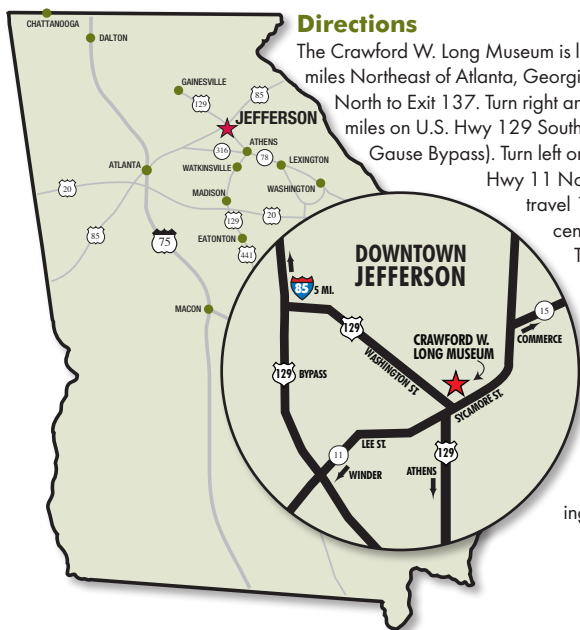 Directions
The Crawford W. Long Museum is l
miles Northeast of Atlanta, Georgi
North to Exit 137. Turn right an
miles on U.S. Hwy 129 South
Gause Bypass). Turn left or
Hwy 11 No
travel
cen
T
ing
CHATTANOOGA
DALTON
GAINESVILLE
129
85
JEFFERSON
316
ATHENS
78
ATLANTA
WATKINSVILLE
LEXINGTON
20
MADISON
WASHINGTON
129
20
85
75
EATONTON
441
MACON
DOWNTOWN
JEFFERSON
85 5 MI.
15
129
CRAWFORD W.
LONG MUSEUM
COMMERCE
WASHINGTON ST.
129 BYPASS
SYCAMORE ST.
LEE ST.
129
11
WINDER
ATHENS